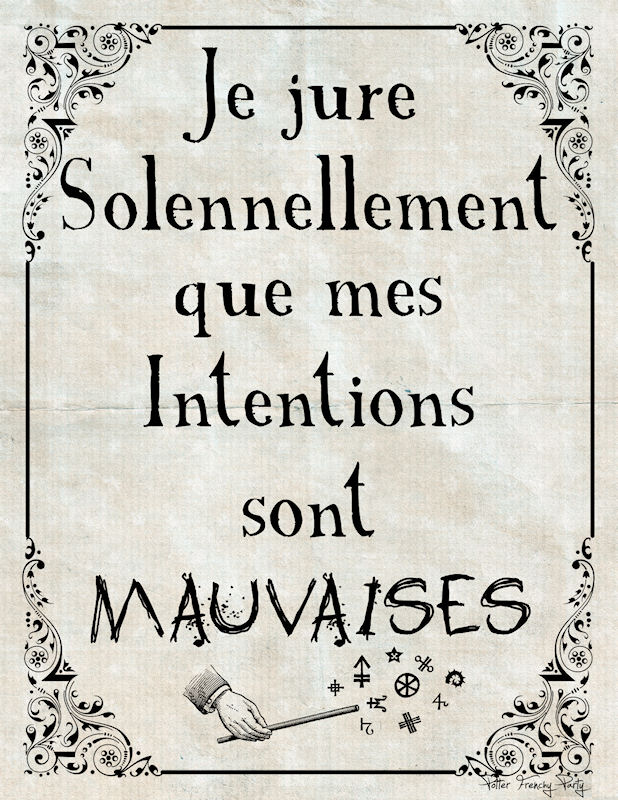 Je jure
Solennellement
que mes
Intentions
sont
MAUVAISES
Potter Frenchy Party